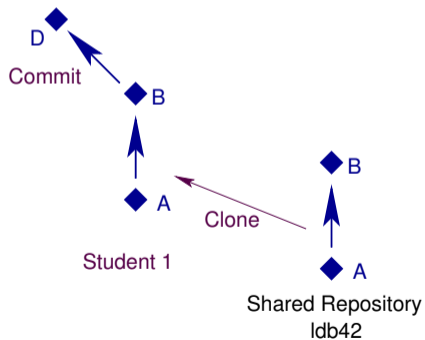 D
Commit
B
A
B
Clone
Student 1
A
Shared Repository
ldb42